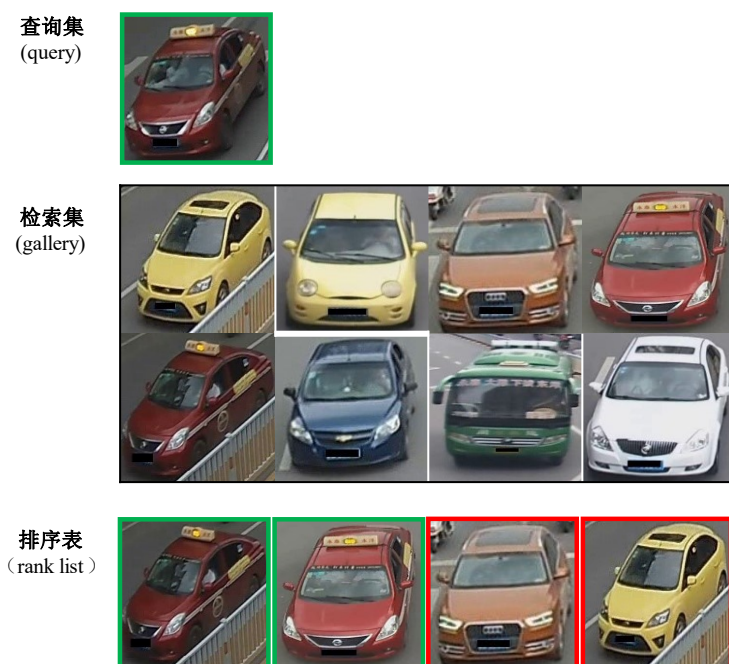 查询集
(query)
检索集
(gallery)
排序表
（rank list）